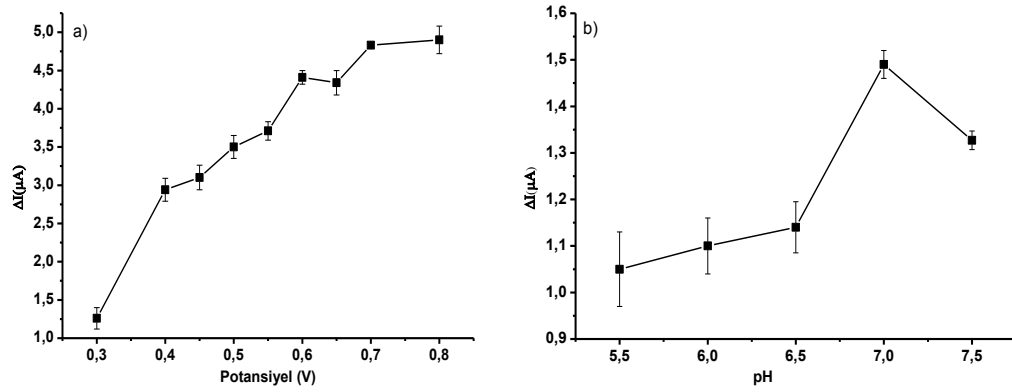 a)
5,0
4,5
4,0
3,5
3,0
2,5
2,0
1,5
1,0
ΔI(µA)
0,3 0,4 0,5 0,6 0,7 0,8
Potansiyel (V)
b)
1,6
1,5
1,4
1,3
1,2
1,1
1,0
0,9
ΔI(µA)
5,5 6,0 6,5 7,0 7,5
pH